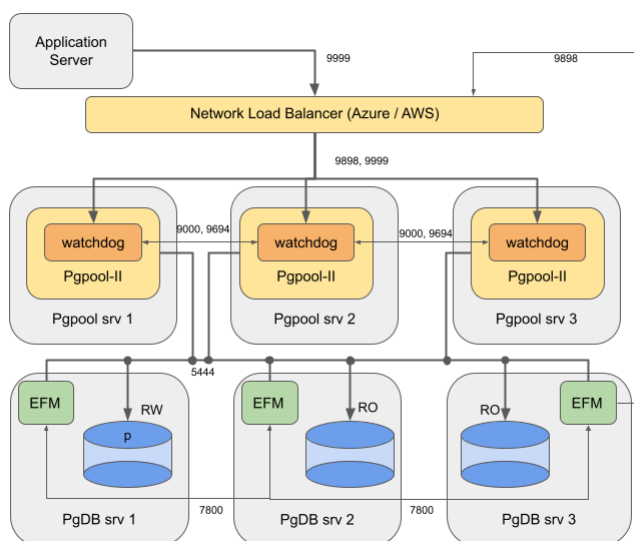 Application
Server
9999
9898
Network Load Balancer (Azure / AWS)
9898, 9999
watchdog
9000, 9694
watchdog
9000, 9694
watchdog
Pgpool-II
Pgpool-II
Pgpool-II
Pgpool srv 1
Pgpool srv 2
Pgpool srv 3
5444
EFM
RW
EFM
RO
RO
EFM
p
7800
7800
PgDB srv 1
PgDB srv 2
PgDB srv 3